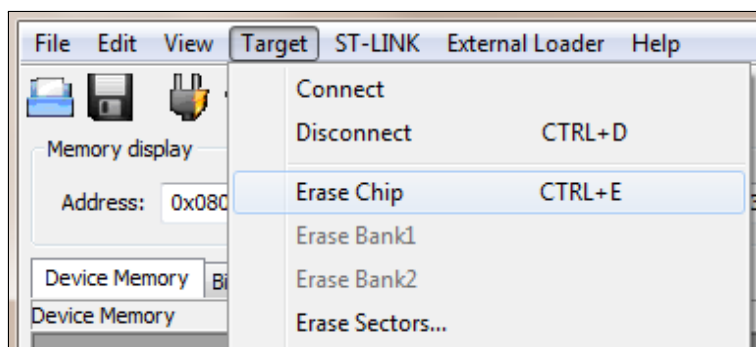 File Edit View Target ST-LINK External Loader Help
Connect
Disconnect CTRL+D
Memory display
Erase Chip CTRL+E
Address: 0x080
Erase Bank1
Erase Bank2
Device Memory
Erase Sectors...
Device Memory